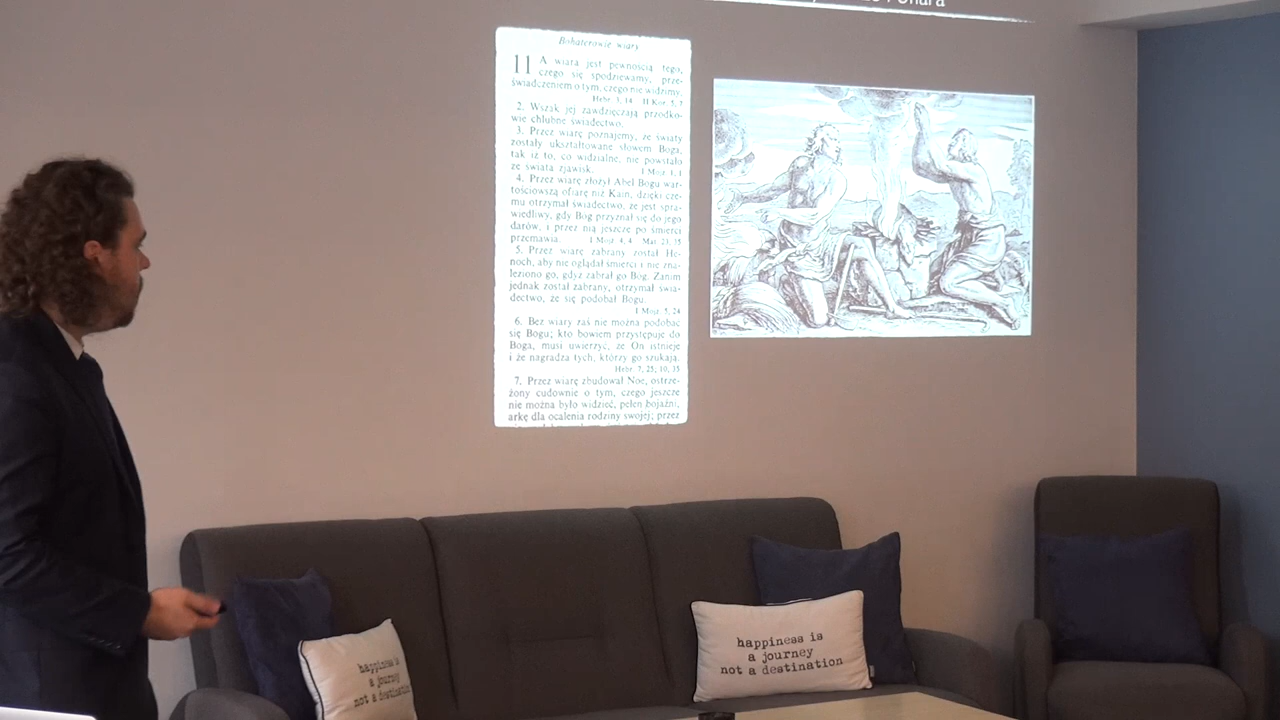 i Ofiara
Bohaterowie wiary
11 A wiara jest pewnością tego,
czego się spodziewamy, prze-
świadczeniem o tym, czego nie widzimy.
Hebr. 3, 14 II Kor. 5, 7
2. Wszak jej zawdzięczają przodko-
wie chlubne świadectwo.
3. Przez wiarę poznajemy, że światy
zostały ukształtowane słowem Boga,
tak iż to, co widzialne, nie powstało
ze świata zjawisk. I Mojż. 1, 1
4. Przez wiarę złożył Abel Bogu war-
tościowszą ofiarę niż Kain, dzięki cze-
mu otrzymał świadectwo, że jest spra-
wiedliwy, gdy Bóg przyznał się do jego
darów, i przez nią jeszcze po śmierci
przemawia. I Mojż. 4, 4 Mat. 23, 35
5. Przez wiarę zabrany został He-
noch, aby nie oglądał śmierci i nie zna-
leziono go, gdyż zabrał go Bóg. Zanim
jednak został zabrany, otrzymał świa-
dectwo, że się podobał Bogu.
I Mojż. 5, 24
6. Bez wiary zaś nie można podobać
się Bogu; kto bowiem przystępuje do
Boga, musi uwierzyć, że On istnieje
i że nagradza tych, którzy go szukają.
Hebr. 7, 25; 10, 35
7. Przez wiarę zbudował Noe, ostrze-
żony cudownie o tym, czego jeszcze
nie można było widzieć, pełen bojaźni,
arkę dla ocalenia rodziny swojej; przez
happiness is
a journey
not a destination
happiness is
a journey
not a destination